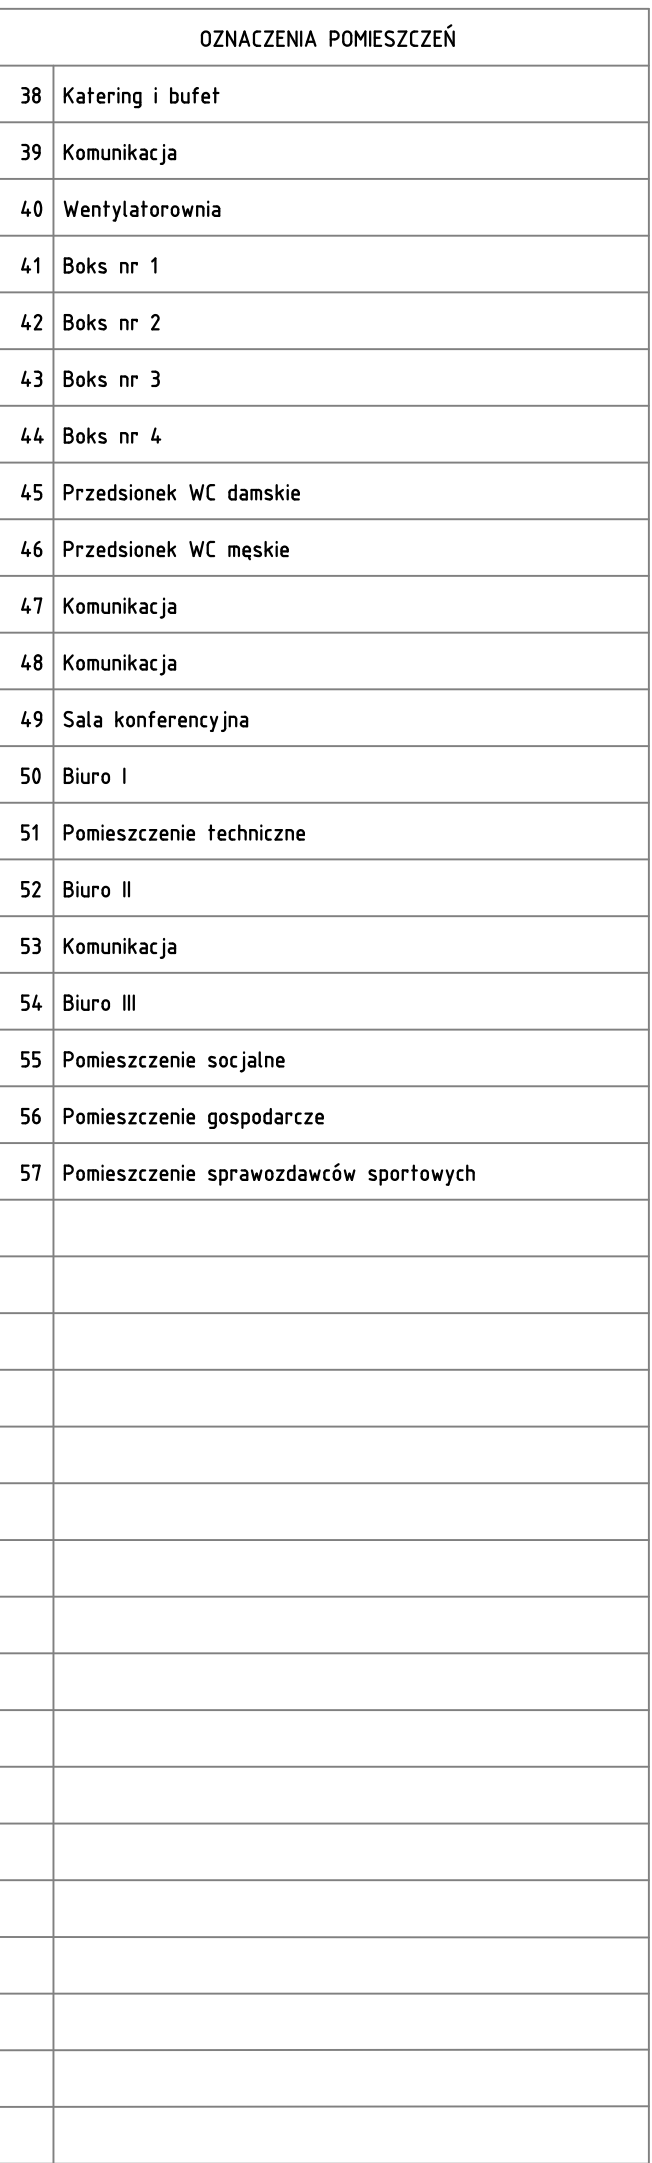 OZNACZENIA POMIESZCZEŃ
38 Katering i bufet
39 Komunikacja
40 Wentylatorownia
41 Boks nr 1
42 Boks nr 2
43 Boks nr 3
44 Boks nr 4
45 Przedsionek WC damskie
46 Przedsionek WC męskie
47 Komunikacja
48 Komunikacja
49 Sala konferencyjna
50 Biuro I
51 Pomieszczenie techniczne
52 Biuro II
53 Komunikacja
54 Biuro III
55 Pomieszczenie socjalne
56 Pomieszczenie gospodarcze
57 Pomieszczenie sprawozdawców sportowych